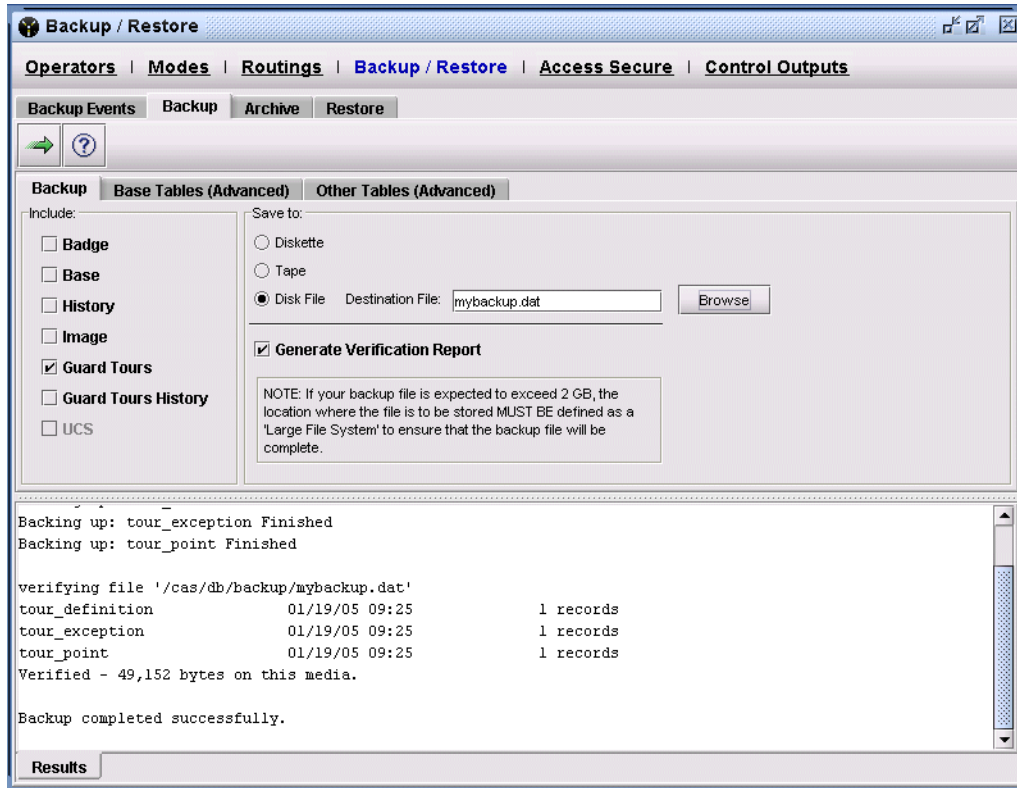 Backup / Restore
Operators | Modes | Routings | Backup / Restore | Access Secure | Control Outputs
Backup Events Backup Archive Restore
?
Backup Base Tables (Advanced) Other Tables (Advanced)
Include:
Badge
Base
History
Image
Guard Tours
Guard Tours History
UCS
Save to:
Diskette
Tape
Disk File Destination File: mybackup.dat Browse
Generate Verification Report
NOTE: If your backup file is expected to exceed 2 GB, the
location where the file is to be stored MUST BE defined as a
'Large File System' to ensure that the backup file will be
complete.
Backing up: tour_exception Finished
Backing up: tour_point Finished
verifying file '/cas/db/backup/mybackup.dat'
tour_definition 01/19/05 09:25 1 records
tour_exception 01/19/05 09:25 1 records
tour_point 01/19/05 09:25 1 records
Verified - 49,152 bytes on this media.
Backup completed successfully.
Results